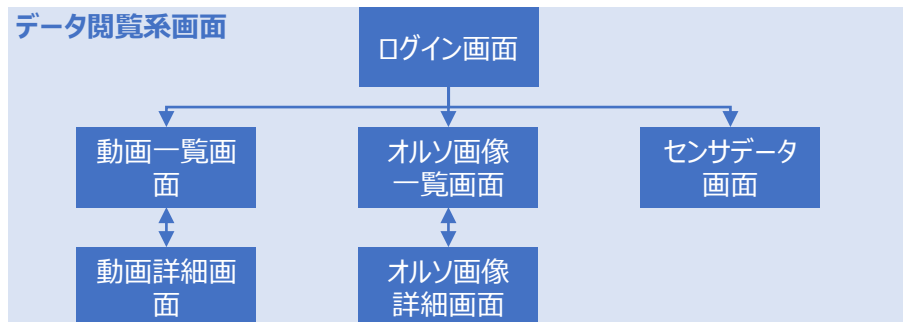 データ閲覧系画面
ログイン画面
動画一覧画
面
オルソ画像
一覧画面
センサデータ
画面
動画詳細画
面
オルソ画像
詳細画面